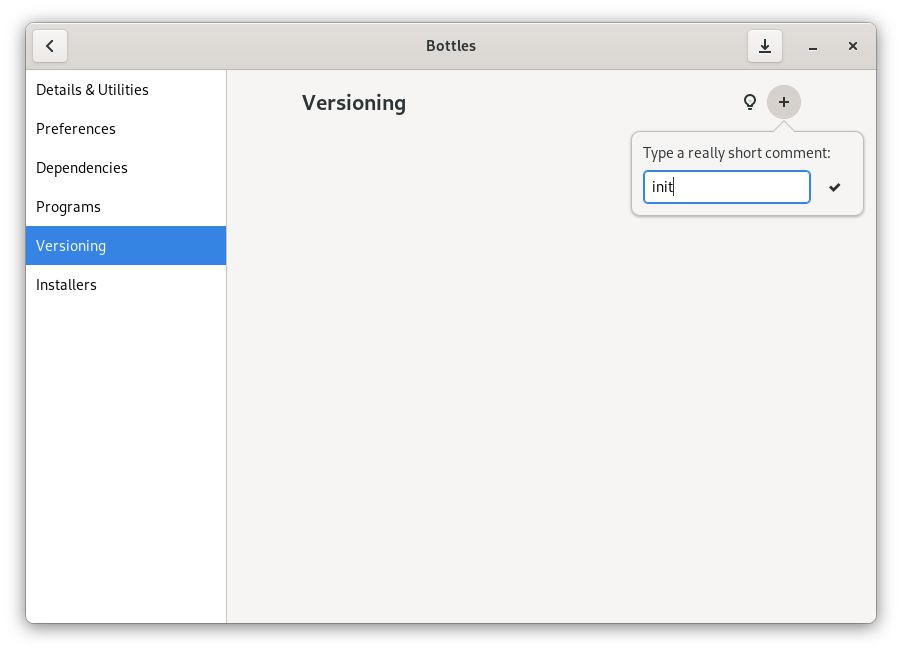 Bottles
Details & Utilities
Preferences
Dependencies
Programs
Versioning
Installers
Versioning
Type a really short comment:
init